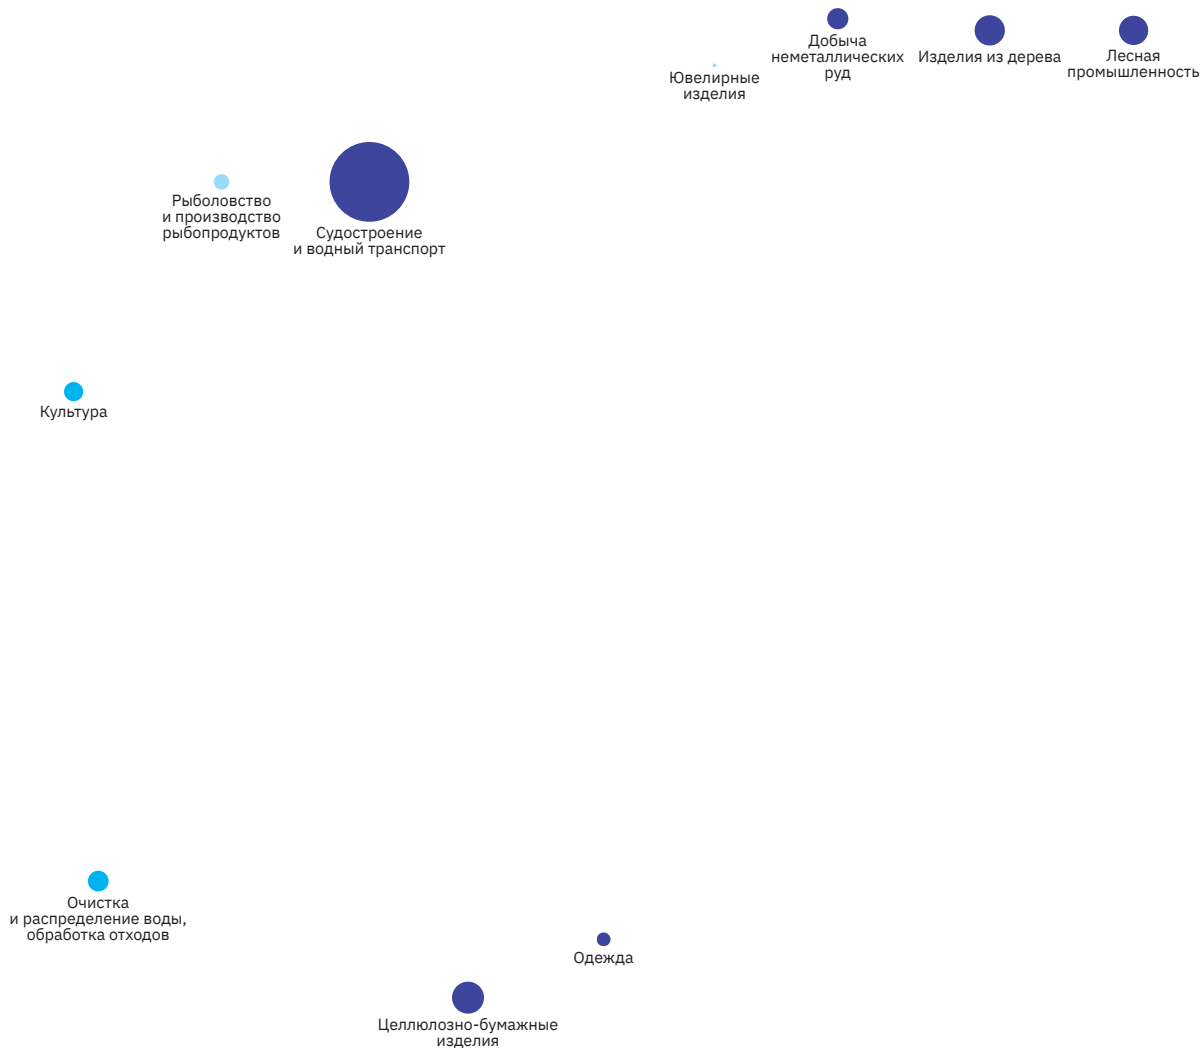 Добыча
неметаллических
руд
Изделия из дерева
Лесная
промышленность
Ювелирные
изделия
Рыболовство
и производство
рыбопродуктов
Судостроение
и водный транспорт
Культура
Очистка
и распределение воды,
обработка отходов
Одежда
Целлюлозно-бумажные
изделия